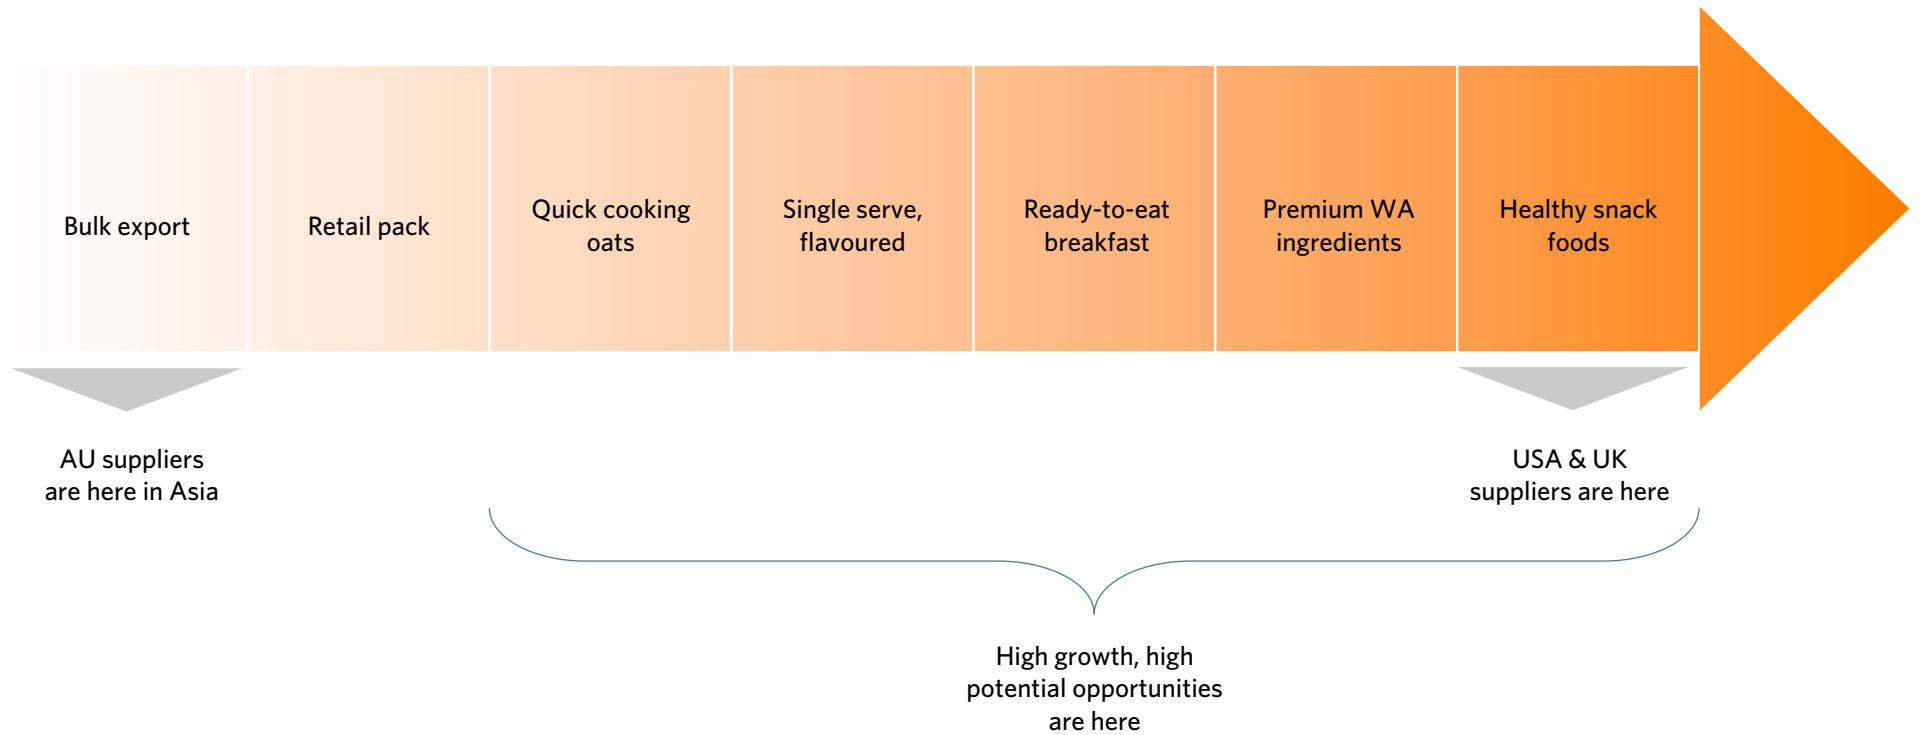 Bulk export
Retail pack
Quick cooking
oats
Single serve,
flavoured
Ready-to-eat
breakfast
Premium WA
ingredients
Healthy snack
foods
AU suppliers
are here in Asia
USA & UK
suppliers are here
High growth, high
potential opportunities
are here